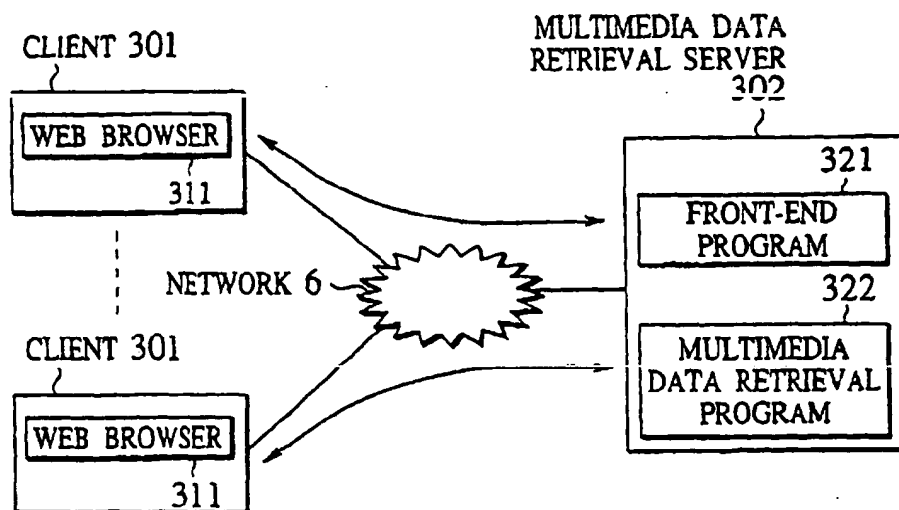 CLIENT 301
WEB BROWSER
311
MULTIMEDIA DATA
RETRIEVAL SERVER
302
321
FRONT-END
PROGRAM
NETWORK 6
322
MULTIMEDIA
DATA RETRIEVAL
PROGRAM
CLIENT 301
WEB BROWSER
311